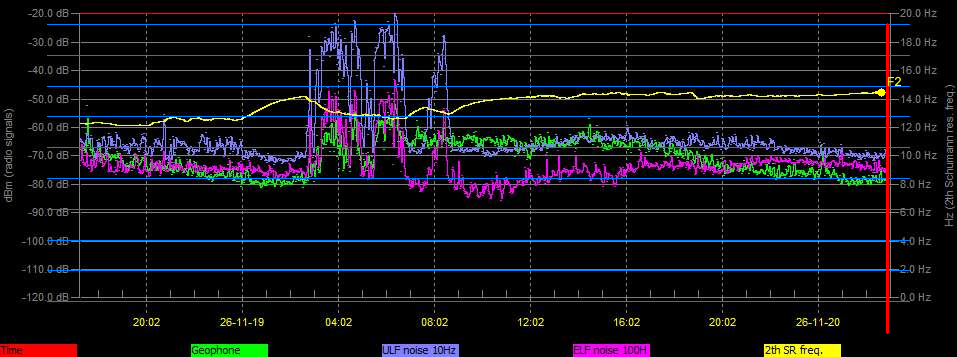 -20.0 dB
20.0 Hz
-30.0 dB
18.0 Hz
-40.0 dB
16.0 Hz
F2
-50.0 dB
14.0 Hz
-60.0 dB
12.0 Hz
-70.0 dB
10.0 Hz
-80.0 dB
8.0 Hz
-90.0 dB
6.0 Hz
-100.0 dB
4.0 Hz
-110.0 dB
2.0 Hz
-120.0 dB
0.0 Hz
dBm (radio signals)
Hz (2th Schumann res. freq.)
20:02 26-11-19 04:02 08:02 12:02 16:02 20:02 26-11-20
Time Geophone ULF noise 10Hz ELF noise 100H 2th SR freq.